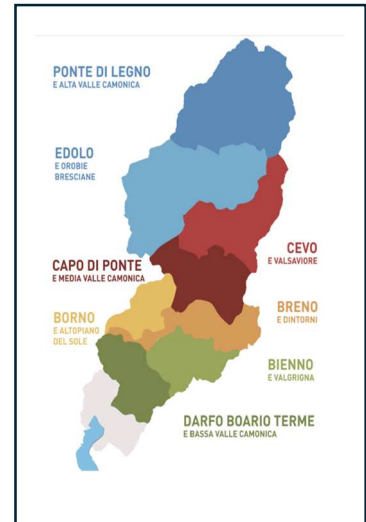 PONTE DI LEGNO
E ALTA VALLE CAMONICA
EDOLO
E OROBIE
BRESCIANE
CEVO
E VALSAVIORE
CAPO DI PONTE
E MEDIA VALLE CAMONICA
BORNO
E ALTOPIANO
DEL SOLE
BRENO
E DINTORNI
BIENNO
E VALGRIGNA
DARFO BOARIO TERME
E BASSA VALLE CAMONICA